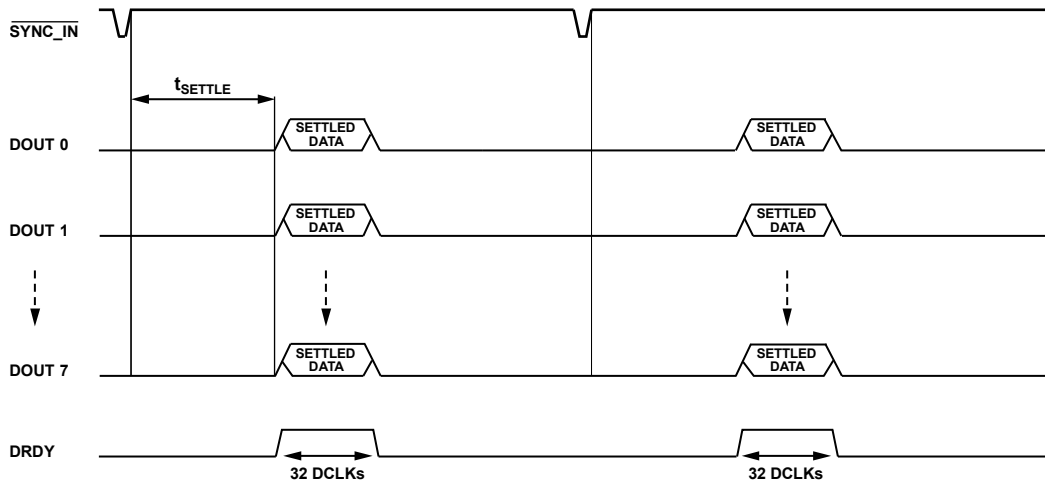 SYNC_IN
tSETTLE
DOUT 0
SETTLED
DATA
SETTLED
DATA
DOUT 1
SETTLED
DATA
SETTLED
DATA
DOUT 7
SETTLED
DATA
SETTLED
DATA
DRDY
32 DCLKs
32 DCLKs